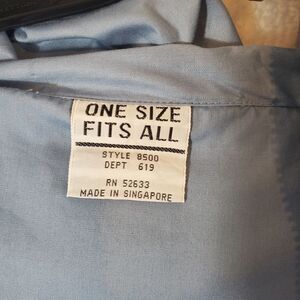 ONE SIZE
FITS ALL
STYLE 8500
DEPT 619
RN 52633
MADE IN SINGAPORE